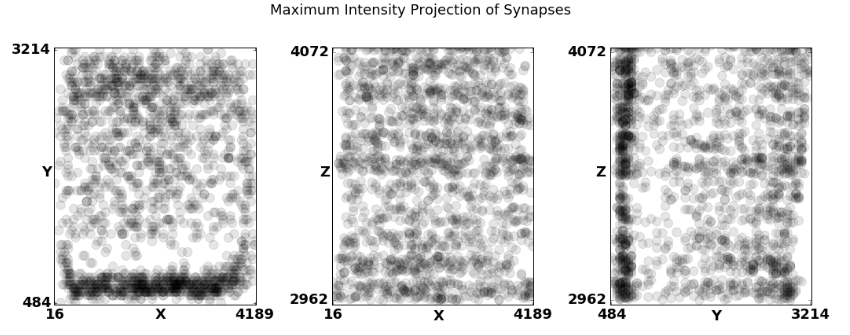 Maximum Intensity Projection of Synapses
3214
Y
484
16 X 4189
4072
Z
2962
16 X 4189
4072
Z
2962
484 Y 3214